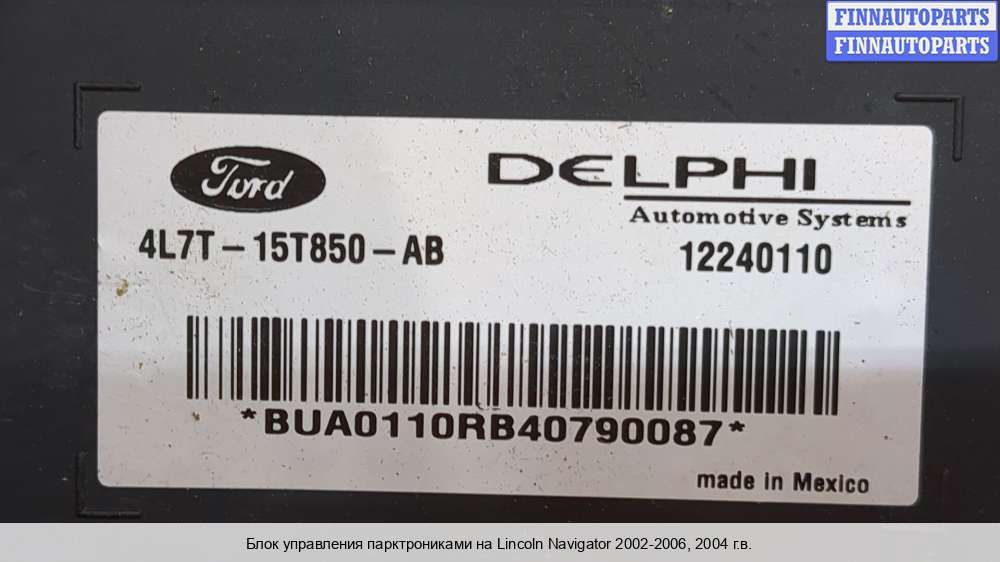 FINNAUTOPARTS
FINNAUTOPARTS
Ford
DELPHI
Automotive Systems
4L7T-15T850-AB
12240110
*BUA0110RB40790087*
made in Mexico
Блок управления парктрониками на Lincoln Navigator 2002-2006, 2004 г.в.